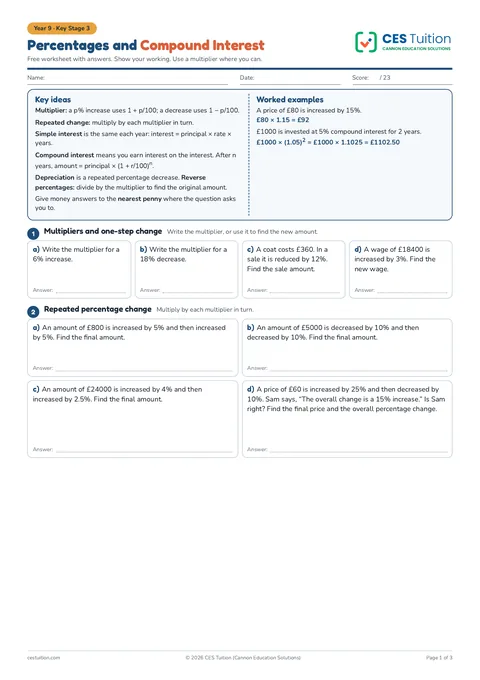 Year 9 · Key Stage 3
Percentages and Compound Interest
Free worksheet with answers. Show your working. Use a multiplier where you can.
CES Tuition
CANNON EDUCATION SOLUTIONS
Name:
Date:
Score: / 23
Key ideas
Multiplier: a p% increase uses 1 + p/100; a decrease uses 1 − p/100.
Repeated change: multiply by each multiplier in turn.
Simple interest is the same each year: interest = principal × rate ×
years.
Compound interest means you earn interest on the interest. After n
years, amount = principal × (1 + r/100)ⁿ.
Depreciation is a repeated percentage decrease. Reverse
percentages: divide by the multiplier to find the original amount.
Give money answers to the nearest penny where the question asks
you to.
Worked examples
A price of £80 is increased by 15%.
£80 × 1.15 = £92
£1000 is invested at 5% compound interest for 2 years.
£1000 × (1.05)² = £1000 × 1.1025 = £1102.50
1 Multipliers and one-step change Write the multiplier, or use it to find the new amount.
a) Write the multiplier for a
6% increase.
Answer:
b) Write the multiplier for a
18% decrease.
Answer:
c) A coat costs £360. In a
sale it is reduced by 12%.
Find the sale amount.
Answer:
d) A wage of £18400 is
increased by 3%. Find the
new wage.
Answer:
2 Repeated percentage change Multiply by each multiplier in turn.
a) An amount of £800 is increased by 5% and then increased
by 5%. Find the final amount.
Answer:
b) An amount of £5000 is decreased by 10% and then
decreased by 10%. Find the final amount.
Answer:
c) An amount of £24000 is increased by 4% and then
increased by 2.5%. Find the final amount.
Answer:
d) A price of £60 is increased by 25% and then decreased by
10%. Sam says, “The overall change is a 15% increase.” Is Sam
right? Find the final price and the overall percentage change.
Answer:
cestuition.com
© 2026 CES Tuition (Cannon Education Solutions)
Page 1 of 3